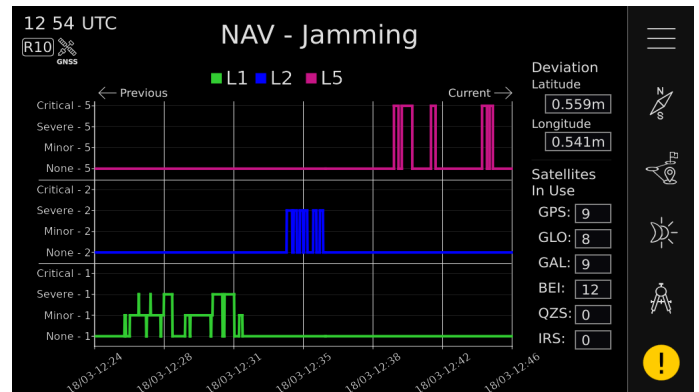 12 54 UTC
R10
GNSS
NAV - Jamming
L1 L2 L5
Previous
Current
Critical - 5
Severe - 5
Minor - 5
None - 5
Critical - 2
Severe - 2
Minor - 2
None - 2
Critical - 1
Severe - 1
Minor - 1
None - 1
18/03-12:24
18/03-12:28
18/03-12:31
18/03-12:35
18/03-12:38
18/03-12:42
18/03-12:46
Deviation
Latitude
0.559m
Longitude
0.541m
Satellites
In Use
GPS: 9
GLO: 8
GAL: 9
BEI: 12
QZS: 0
IRS: 0
N
S
!